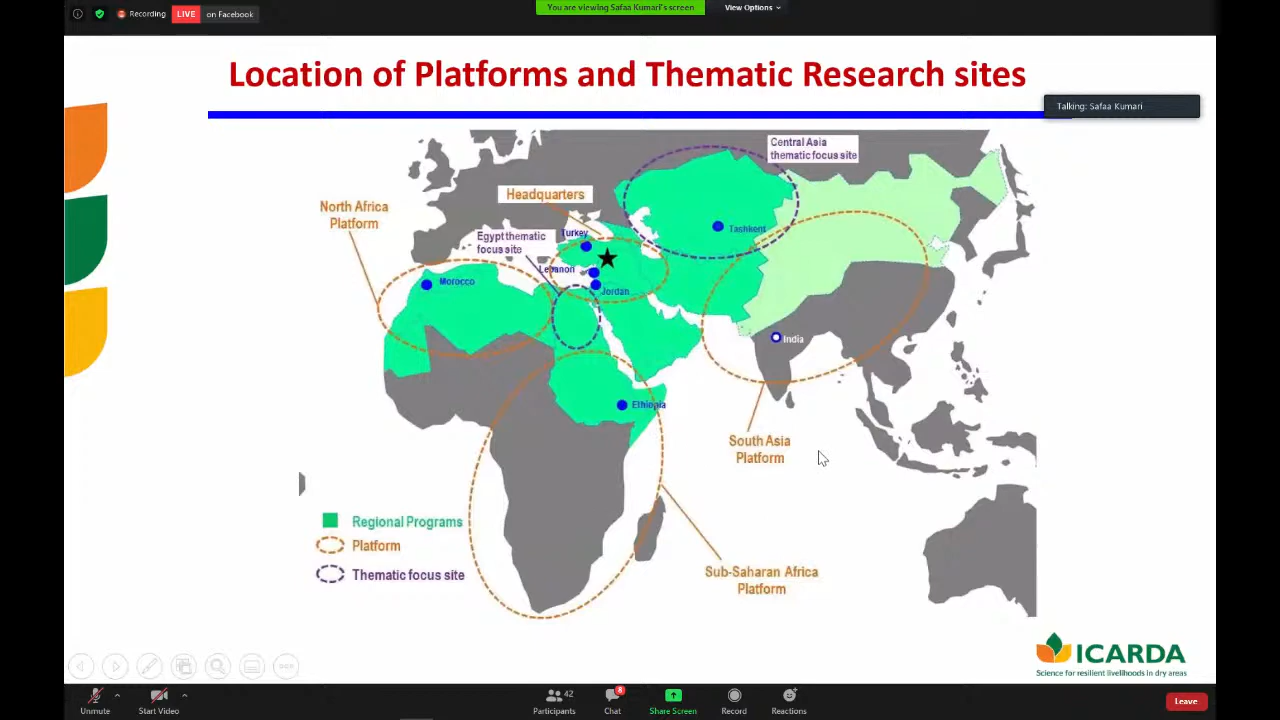 Recording
LIVE
on Facebook
You are viewing Safaa Kumari's screen
View Options
Location of Platforms and Thematic Research sites
Talking: Safaa Kumari
Central Asia
thematic focus site
Headquarters
North Africa
Platform
Egypt thematic
focus site
Turkey
Tashkent
Lebanon
Morocco
Jordan
India
Ethiopia
South Asia
Platform
Regional Programs
Platform
Thematic focus site
Sub-Saharan Africa
Platform
ICARDA
Science for resilient livelihoods in dry areas
Unmute
Start Video
42
Participants
8
Chat
Share Screen
Record
Reactions
Leave